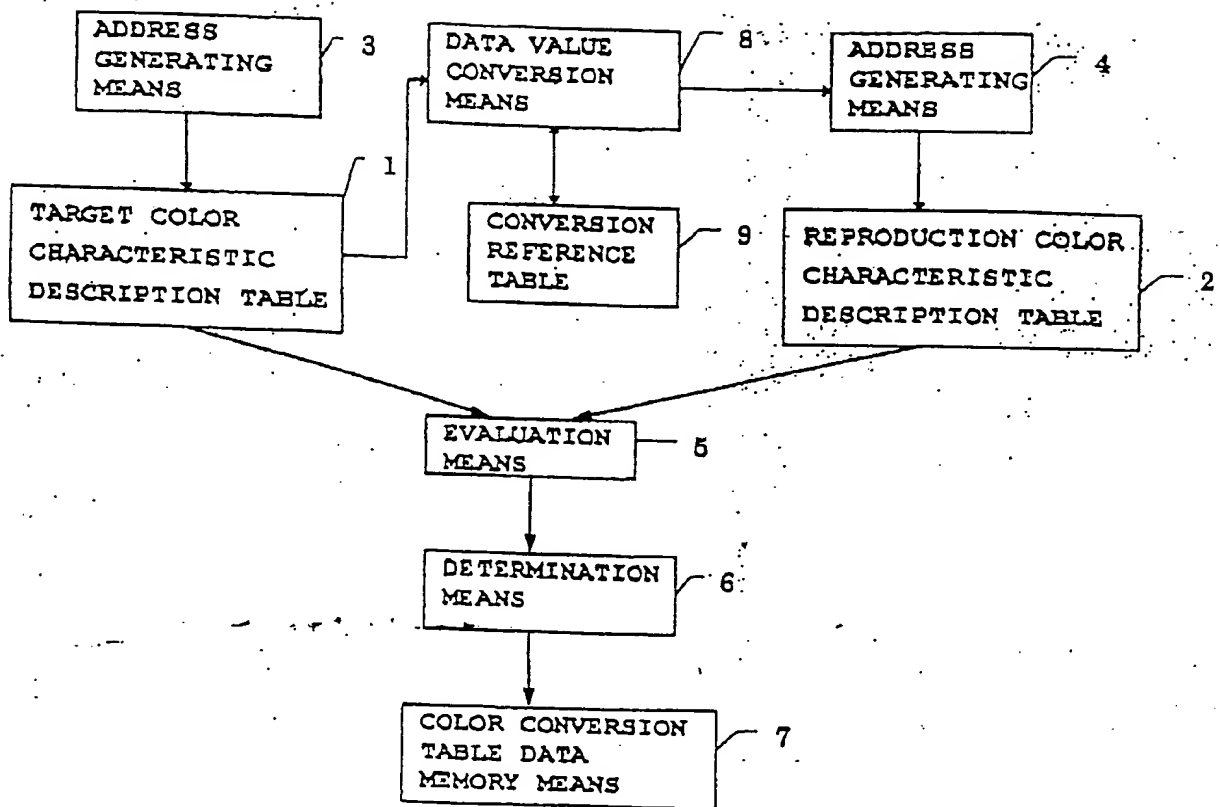 ADDRESS
GENERATING
MEANS
3
DATA VALUE
CONVERSION
MEANS
8
ADDRESS
GENERATING
MEANS
4
1
TARGET COLOR
CHARACTERISTIC
DESCRIPTION TABLE
CONVERSION
REFERENCE
TABLE
9
REPRODUCTION COLOR
CHARACTERISTIC
DESCRIPTION TABLE
2
EVALUATION
MEANS
5
DETERMINATION
MEANS
6
COLOR CONVERSION
TABLE DATA
MEMORY MEANS
7